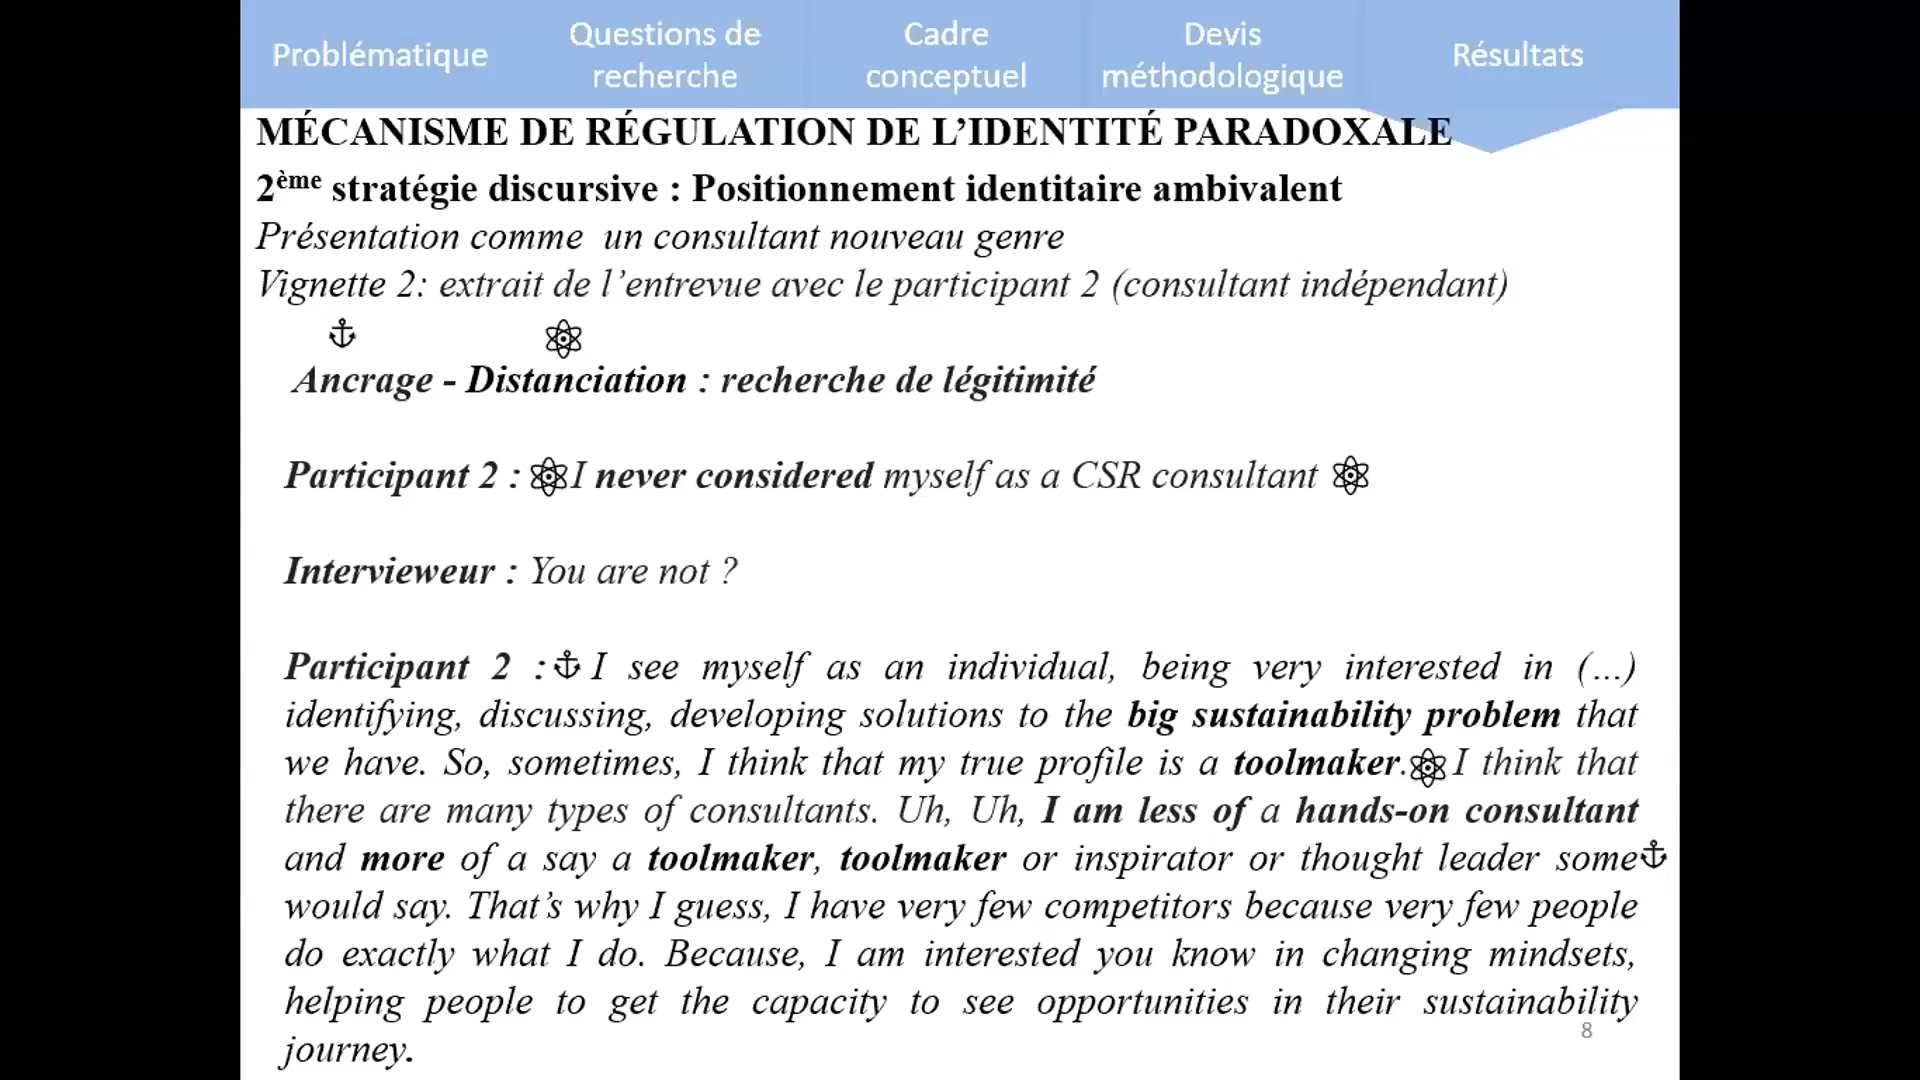 Problématique
Questions de
recherche
Cadre
conceptuel
Devis
méthodologique
Résultats
MÉCANISME DE RÉGULATION DE L’IDENTITÉ PARADOXALE
2ème stratégie discursive : Positionnement identitaire ambivalent
Présentation comme un consultant nouveau genre
Vignette 2: extrait de l’entrevue avec le participant 2 (consultant indépendant)
⚓ ⚛
Ancrage - Distanciation : recherche de légitimité
Participant 2 : ⚛I never considered myself as a CSR consultant ⚛
Intervieweur : You are not ?
Participant 2 :⚓ I see myself as an individual, being very interested in (…)
identifying, discussing, developing solutions to the big sustainability problem that
we have. So, sometimes, I think that my true profile is a toolmaker.⚛ I think that
there are many types of consultants. Uh, Uh, I am less of a hands-on consultant
and more of a say a toolmaker, toolmaker or inspirator or thought leader some⚓
would say. That’s why I guess, I have very few competitors because very few people
do exactly what I do. Because, I am interested you know in changing mindsets,
helping people to get the capacity to see opportunities in their sustainability
journey.
8